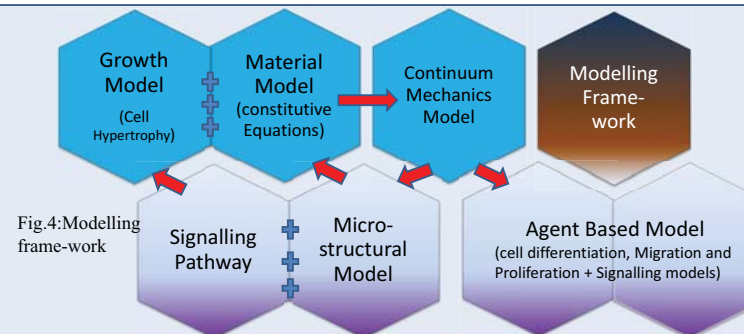 Growth
Model
(Cell
Hypertrophy)
Material
Model
(constitutive
Equations)
Continuum
Mechanics
Model
Modelling
Frame-
work
Fig.4:Modelling
frame-work
Signalling
Pathway
Micro-
structural
Model
Agent Based Model
(cell differentiation, Migration and
Proliferation + Signalling models)